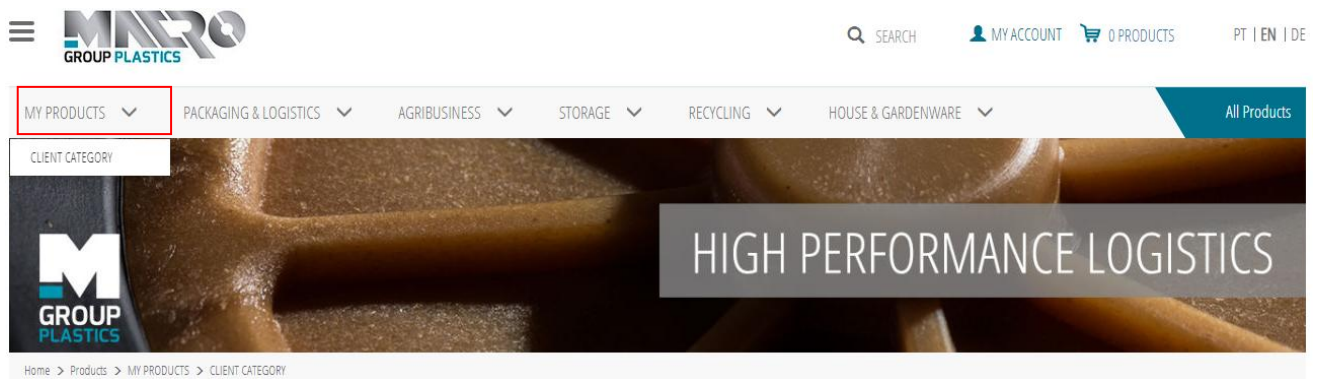 MACRO
GROUP PLASTICS
SEARCH
MY ACCOUNT
0 PRODUCTS
PT | EN | DE
MY PRODUCTS
PACKAGING & LOGISTICS
AGRIBUSINESS
STORAGE
RECYCLING
HOUSE & GARDENWARE
All Products
CLIENT CATEGORY
HIGH PERFORMANCE LOGISTICS
M
GROUP
PLASTICS
Home > Products > MY PRODUCTS > CLIENT CATEGORY